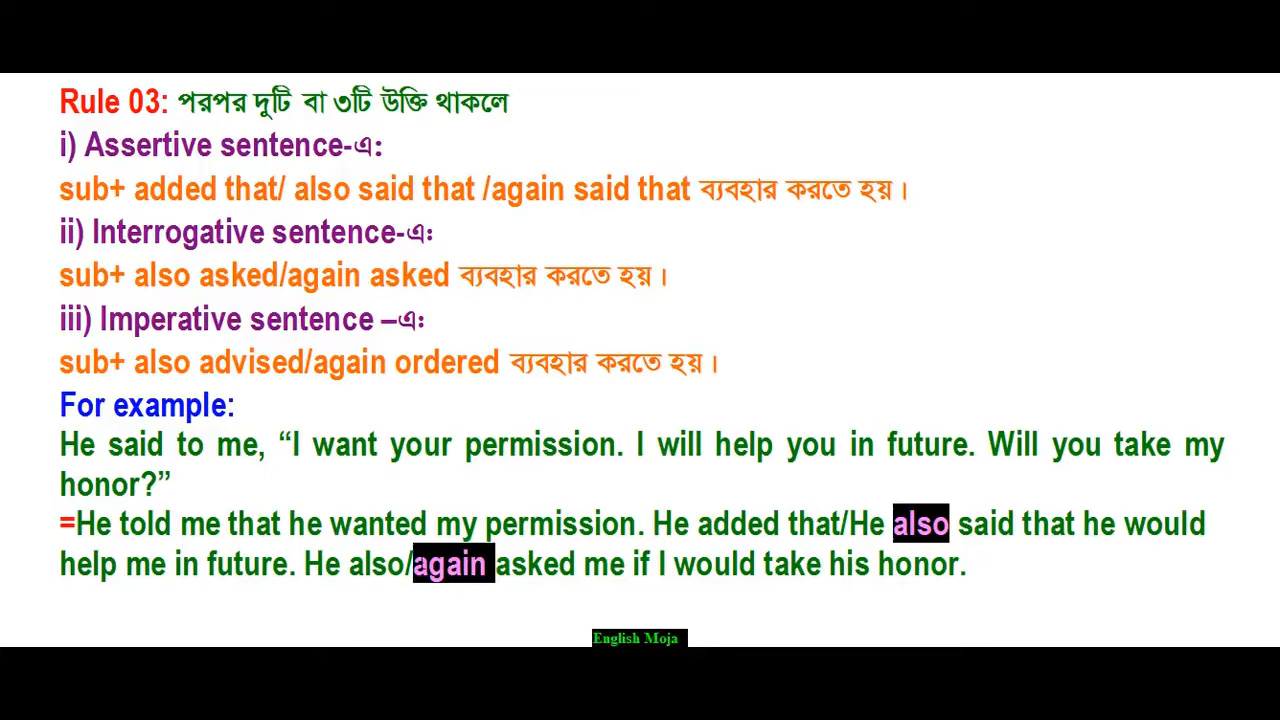 Rule 03: পরপর দুটি বা ৩টি উক্তি থাকলে
i) Assertive sentence-এ:
sub+ added that/ also said that /again said that ব্যবহার করতে হয়।
ii) Interrogative sentence-এঃ
sub+ also asked/again asked ব্যবহার করতে হয়।
iii) Imperative sentence –এঃ
sub+ also advised/again ordered ব্যবহার করতে হয়।
For example:
He said to me, “I want your permission. I will help you in future. Will you take my
honor?”
=He told me that he wanted my permission. He added that/He also said that he would
help me in future. He also/again asked me if I would take his honor.
English Moja